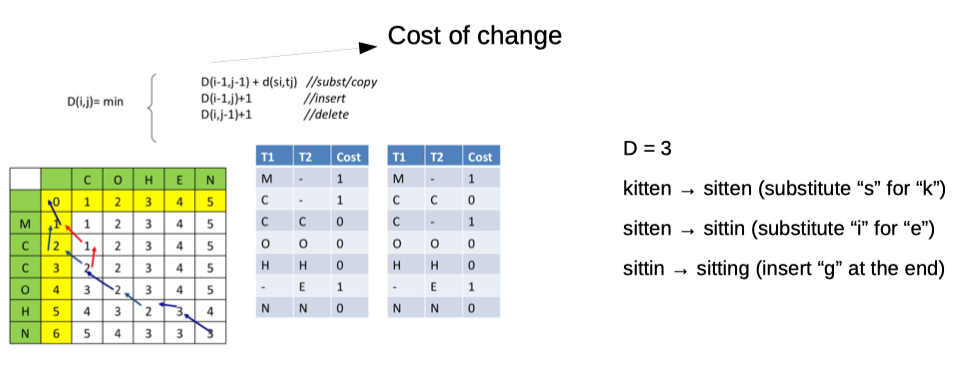 Cost of change
D(i,j)= min
D(i-1,j-1) + d(si,tj) //subst/copy
D(i-1,j)+1 //insert
D(i,j-1)+1 //delete
C O H E N
0 1 2 3 4 5
M 1 1 2 3 4 5
C 2 1 2 3 4 5
C 3 2 2 3 4 5
O 4 3 2 3 4 5
H 5 4 3 2 3 4
N 6 5 4 3 3 3
T1 T2 Cost
M - 1
C - 1
C C 0
O O 0
H H 0
- E 1
N N 0
T1 T2 Cost
M - 1
C C 0
C - 1
O O 0
H H 0
- E 1
N N 0
D = 3
kitten → sitten (substitute “s” for “k”)
sitten → sittin (substitute “i” for “e”)
sittin → sitting (insert “g” at the end)